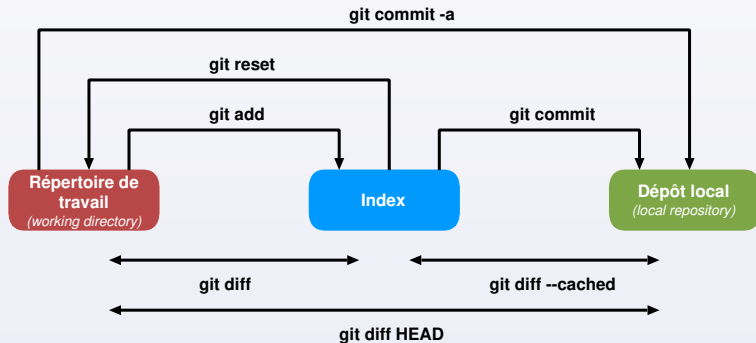 git commit -a
git reset
git add
git commit
Répertoire de
travail
(working directory)
Index
Dépôt local
(local repository)
git diff
git diff --cached
git diff HEAD